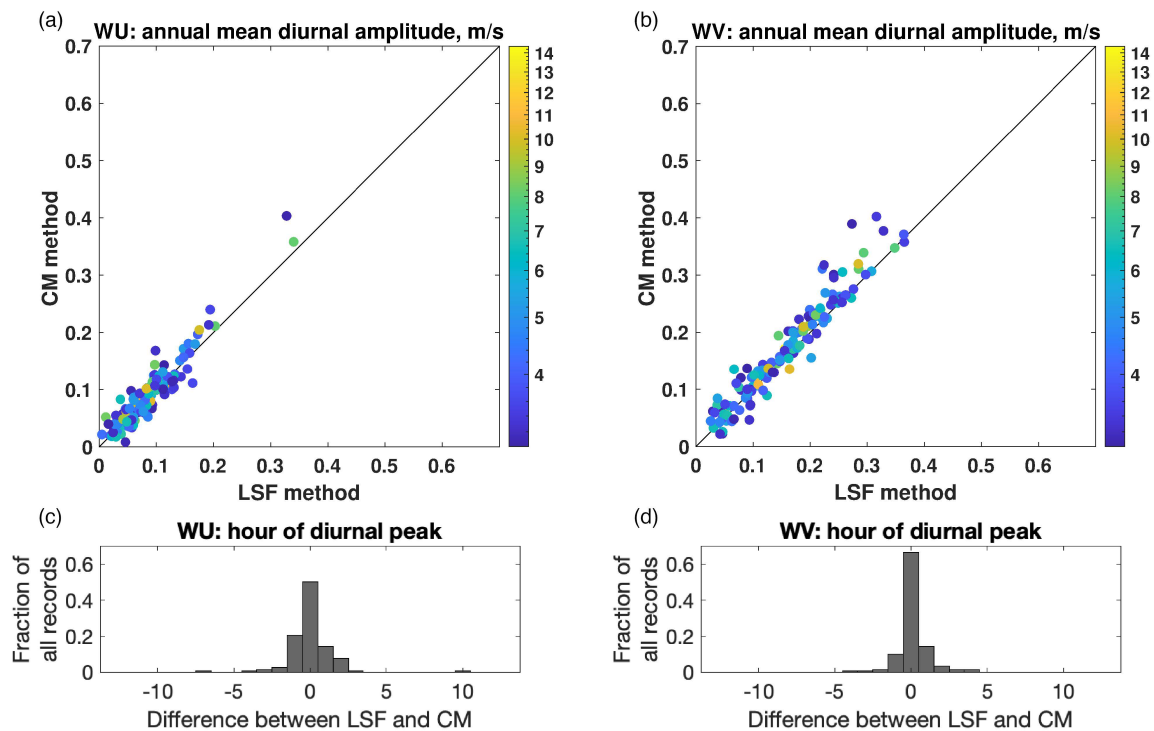 (a)
WU: annual mean diurnal amplitude, m/s
0.7
0.6
0.5
0.4
0.3
0.2
0.1
0
CM method
0 0.1 0.2 0.3 0.4 0.5 0.6
LSF method
14
13
12
11
10
9
8
7
6
5
4
(b)
WV: annual mean diurnal amplitude, m/s
0.7
0.6
0.5
0.4
0.3
0.2
0.1
0
CM method
0 0.1 0.2 0.3 0.4 0.5 0.6
LSF method
14
13
12
11
10
9
8
7
6
5
4
(c)
WU: hour of diurnal peak
Fraction of
all records
0.6
0.4
0.2
0
-10 -5 0 5 10
Difference between LSF and CM
(d)
WV: hour of diurnal peak
Fraction of
all records
0.6
0.4
0.2
0
-10 -5 0 5 10
Difference between LSF and CM